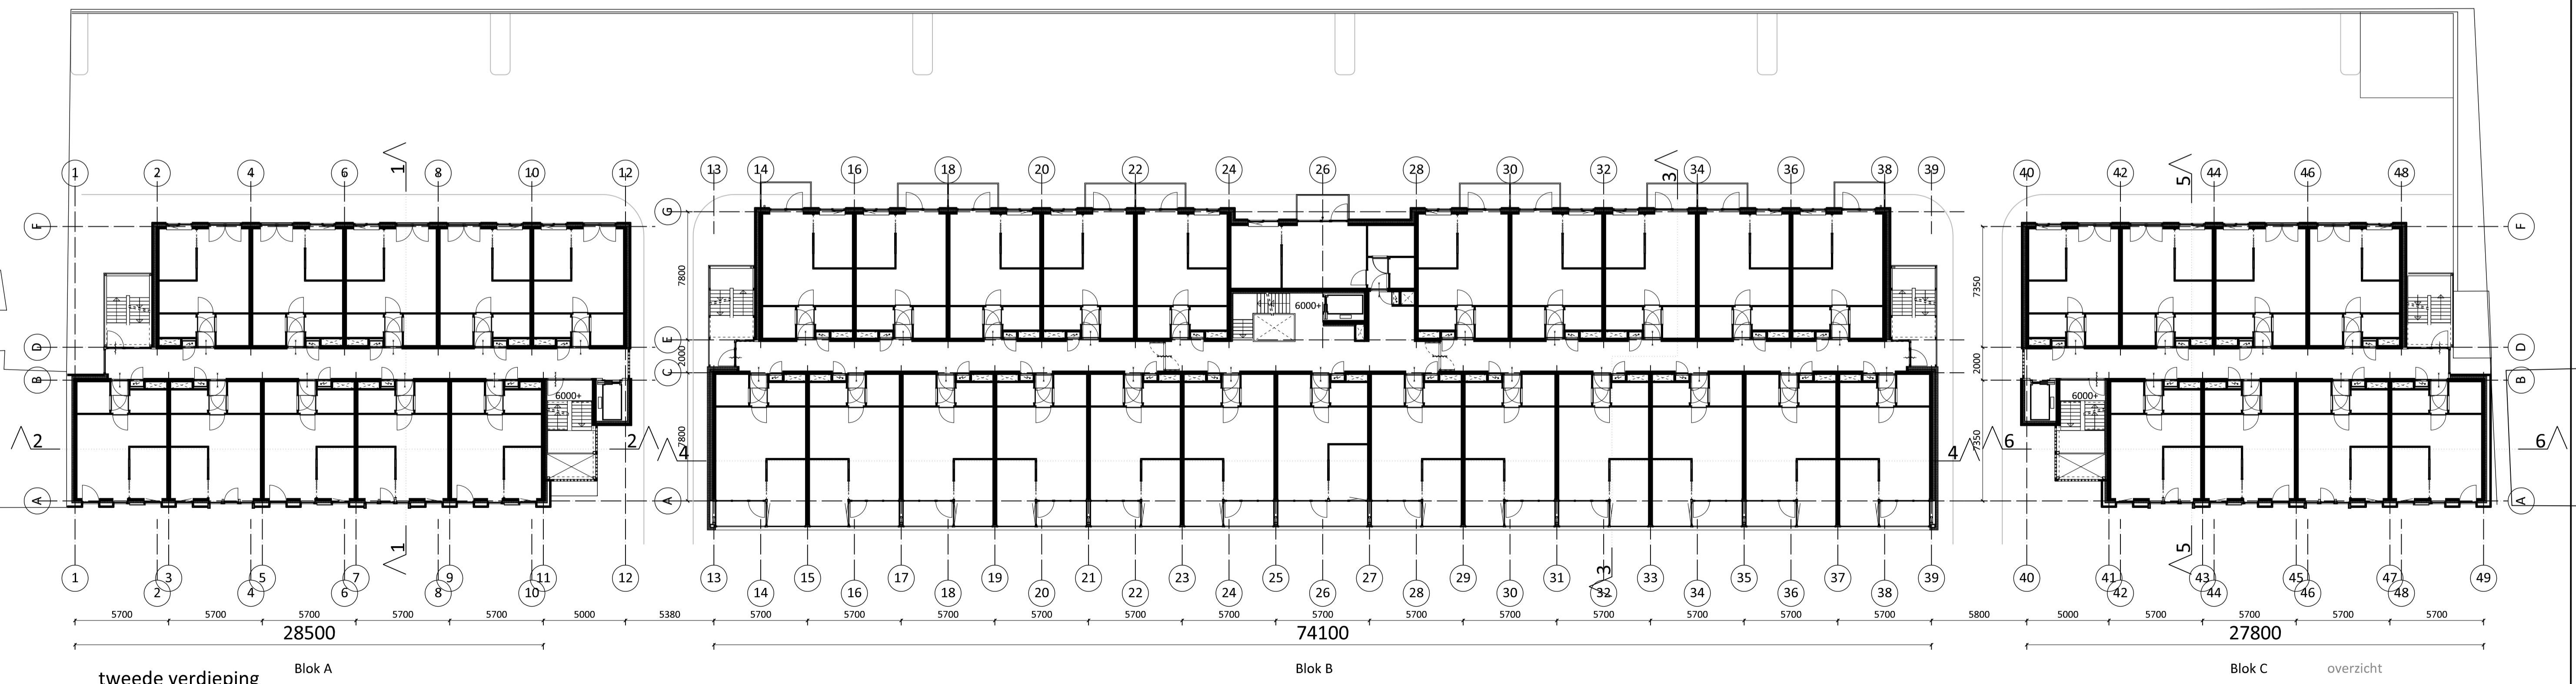 1 2 4 6 8 10 12 13 14 16 18 20 22 24 26 28 30 32 34 36 38 39 40 42 44 46 48
1 3 5
G
F F
7800 7350
6000+
E
D D
2000 2000
C
B B
6000+ 6000+
2 2 4 4 6 6
7800 7350
A A A
1 3 5
1 3 5 7 9 11 12 13 15 17 19 21 23 25 27 29 31 33 35 37 39 40 41 43 45 47 49
2 4 6 8 10 14 16 18 20 22 24 26 28 30 32 34 36 38 42 44 46 48
5700 5700 5700 5700 5700 5000 5380 5700 5700 5700 5700 5700 5700 5700 5700 5700 5700 5700 5700 5700 5800 5000 5700 5700 5700 5700
28500 74100 27800
Blok A Blok B Blok C overzicht
tweede verdieping